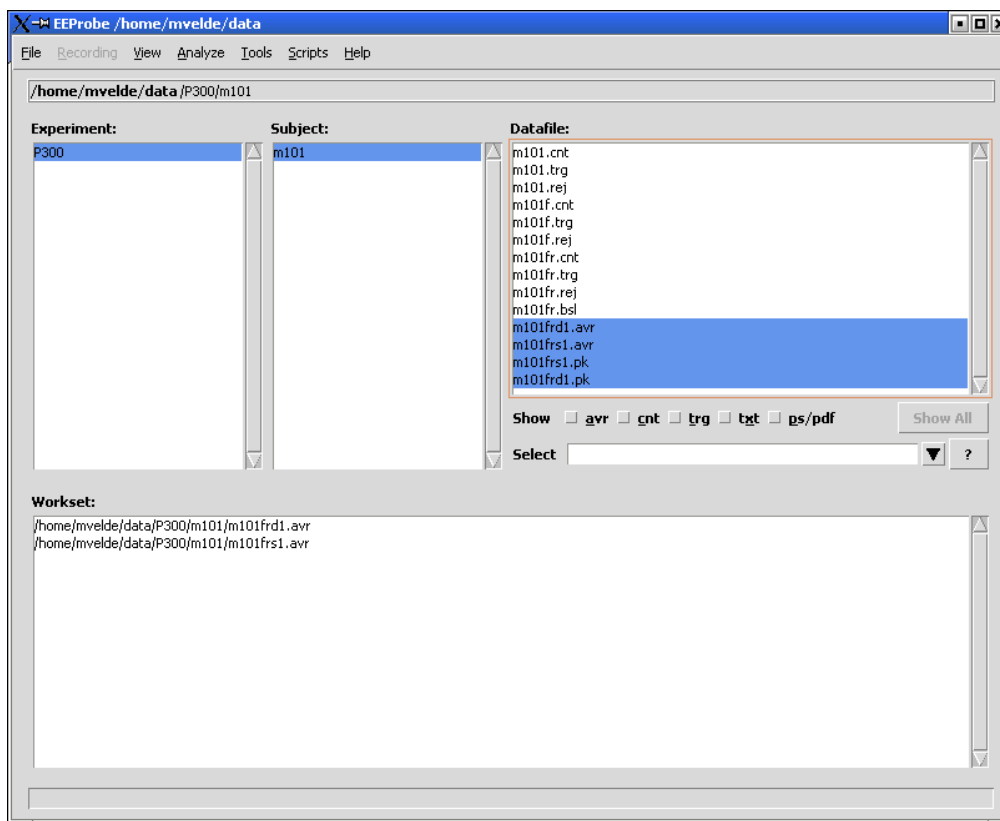 EEProbe /home/mvelde/data
File Recording View Analyze Tools Scripts Help
/home/mvelde/data /P300/m101
Experiment: Subject: Datafile:
P300
m101
m101.cnt
m101.trg
m101.rej
m101f.cnt
m101f.trg
m101f.rej
m101fr.cnt
m101fr.trg
m101fr.rej
m101fr.bsl
m101frd1.avr
m101frs1.avr
m101frs1.pk
m101frd1.pk
Show avr cnt trg txt ps/pdf Show All
Select ?
Workset:
/home/mvelde/data/P300/m101/m101frd1.avr
/home/mvelde/data/P300/m101/m101frs1.avr